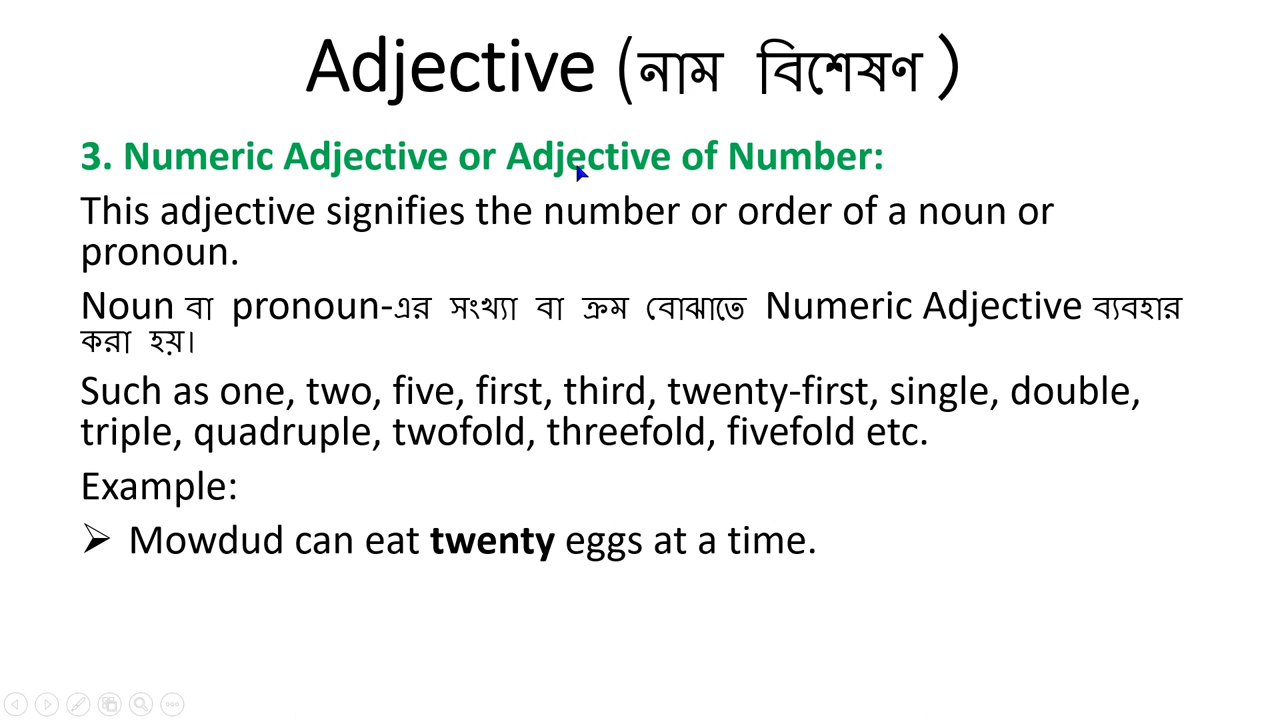 Adjective (নাম বিশেষণ )
3. Numeric Adjective or Adjective of Number:
This adjective signifies the number or order of a noun or
pronoun.
Noun বা pronoun-এর সংখ্যা বা ক্রম বোঝাতে Numeric Adjective ব্যবহার
করা হয়।
Such as one, two, five, first, third, twenty-first, single, double,
triple, quadruple, twofold, threefold, fivefold etc.
Example:
➢ Mowdud can eat twenty eggs at a time.